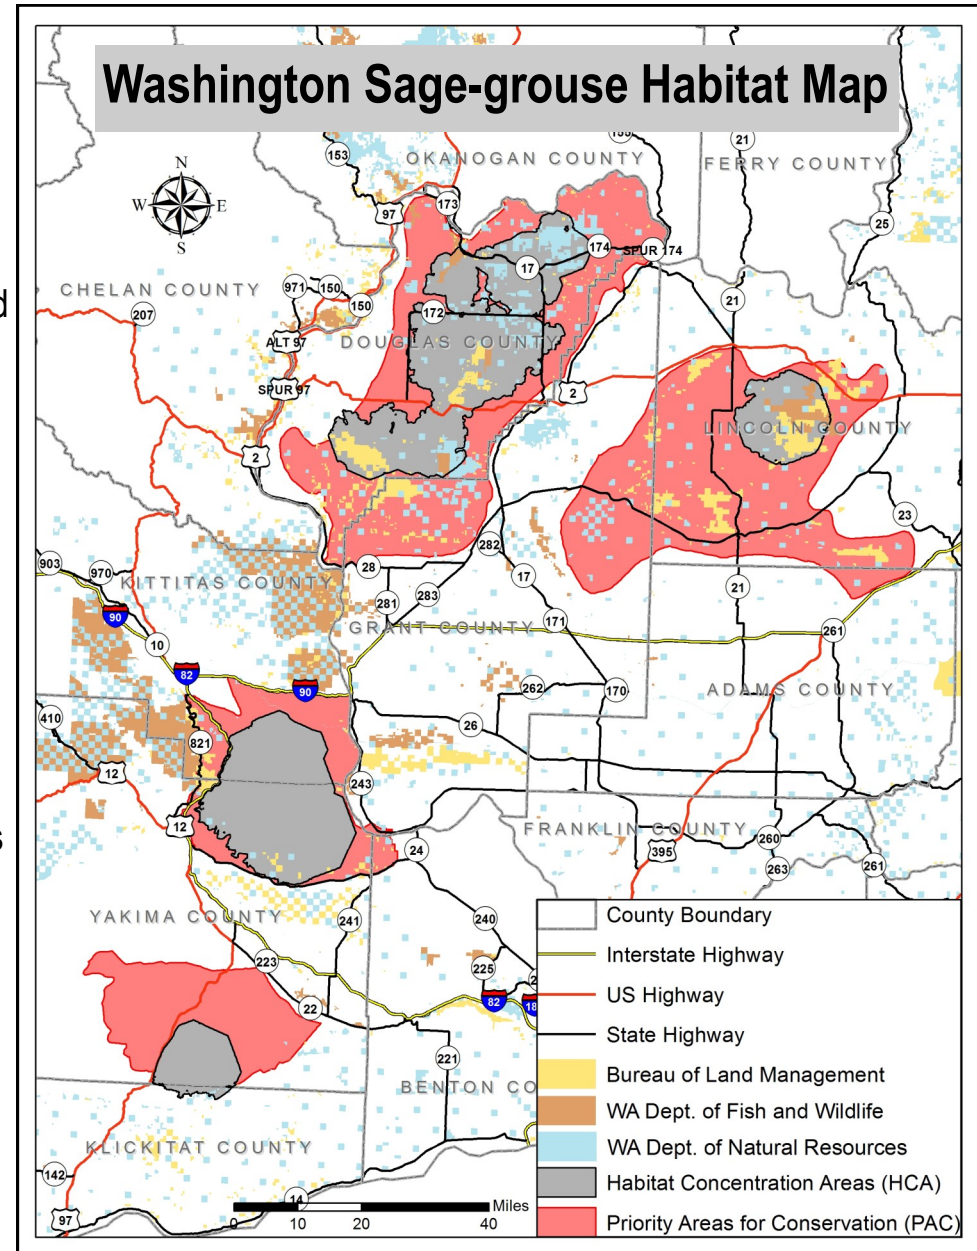 Washington Sage-grouse Habitat Map
153
155
21
OKANOGAN COUNTY
FERRY COUNTY
N
W E
S
97
173
25
174
SPUR 174
17
CHELAN COUNTY
971
150
150
21
207
172
ALT 97
DOUGLAS COUNTY
SPUR 97
2
LINCOLN COUNTY
2
23
282
903
970
KITTITAS COUNTY
28
17
21
281
283
90
GRANT COUNTY
171
261
10
82
90
262
170
ADAMS COUNTY
410
26
821
12
243
12
FRANKLIN COUNTY
24
395
260
263
261
YAKIMA COUNTY
241
240
223
225
22
82
18
221
BENTON CO
KLICKITAT COUNTY
142
14
97
Miles
0 10 20 40
County Boundary
Interstate Highway
US Highway
State Highway
Bureau of Land Management
WA Dept. of Fish and Wildlife
WA Dept. of Natural Resources
Habitat Concentration Areas (HCA)
Priority Areas for Conservation (PAC)
d
s